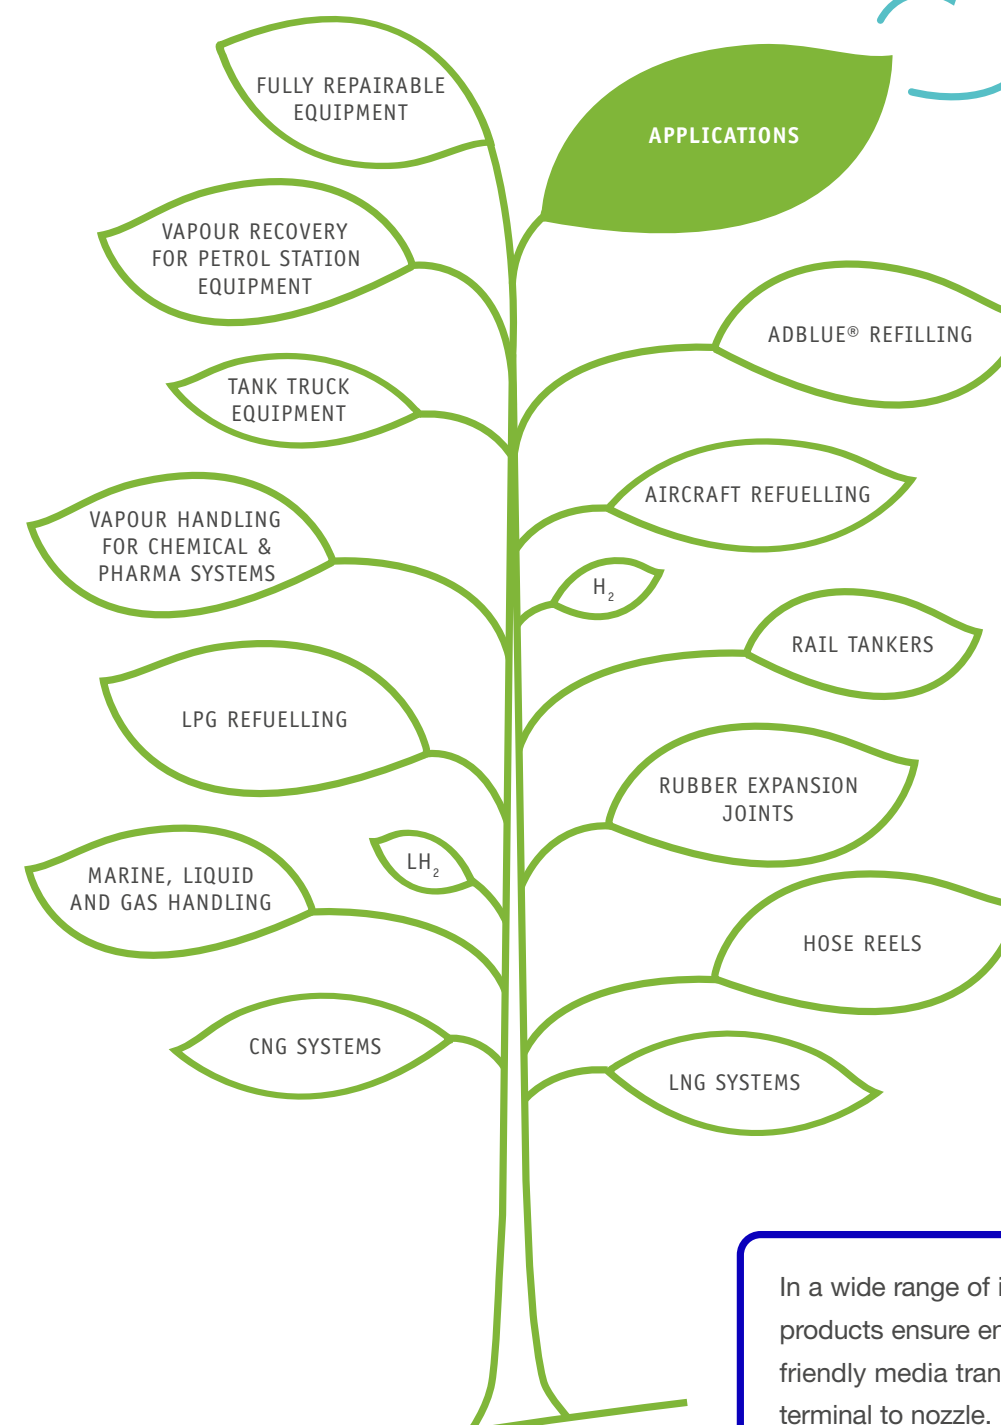 FULLY REPAIRABLE
EQUIPMENT
APPLICATIONS
VAPOUR RECOVERY
FOR PETROL STATION
EQUIPMENT
ADBLUE® REFILLING
TANK TRUCK
EQUIPMENT
AIRCRAFT REFUELLING
VAPOUR HANDLING
FOR CHEMICAL &
PHARMA SYSTEMS
H₂
RAIL TANKERS
LPG REFUELLING
RUBBER EXPANSION
JOINTS
LH₂
MARINE, LIQUID
AND GAS HANDLING
HOSE REELS
CNG SYSTEMS
LNG SYSTEMS
In a wide range of
products ensure
friendly media
terminal to nozzle.